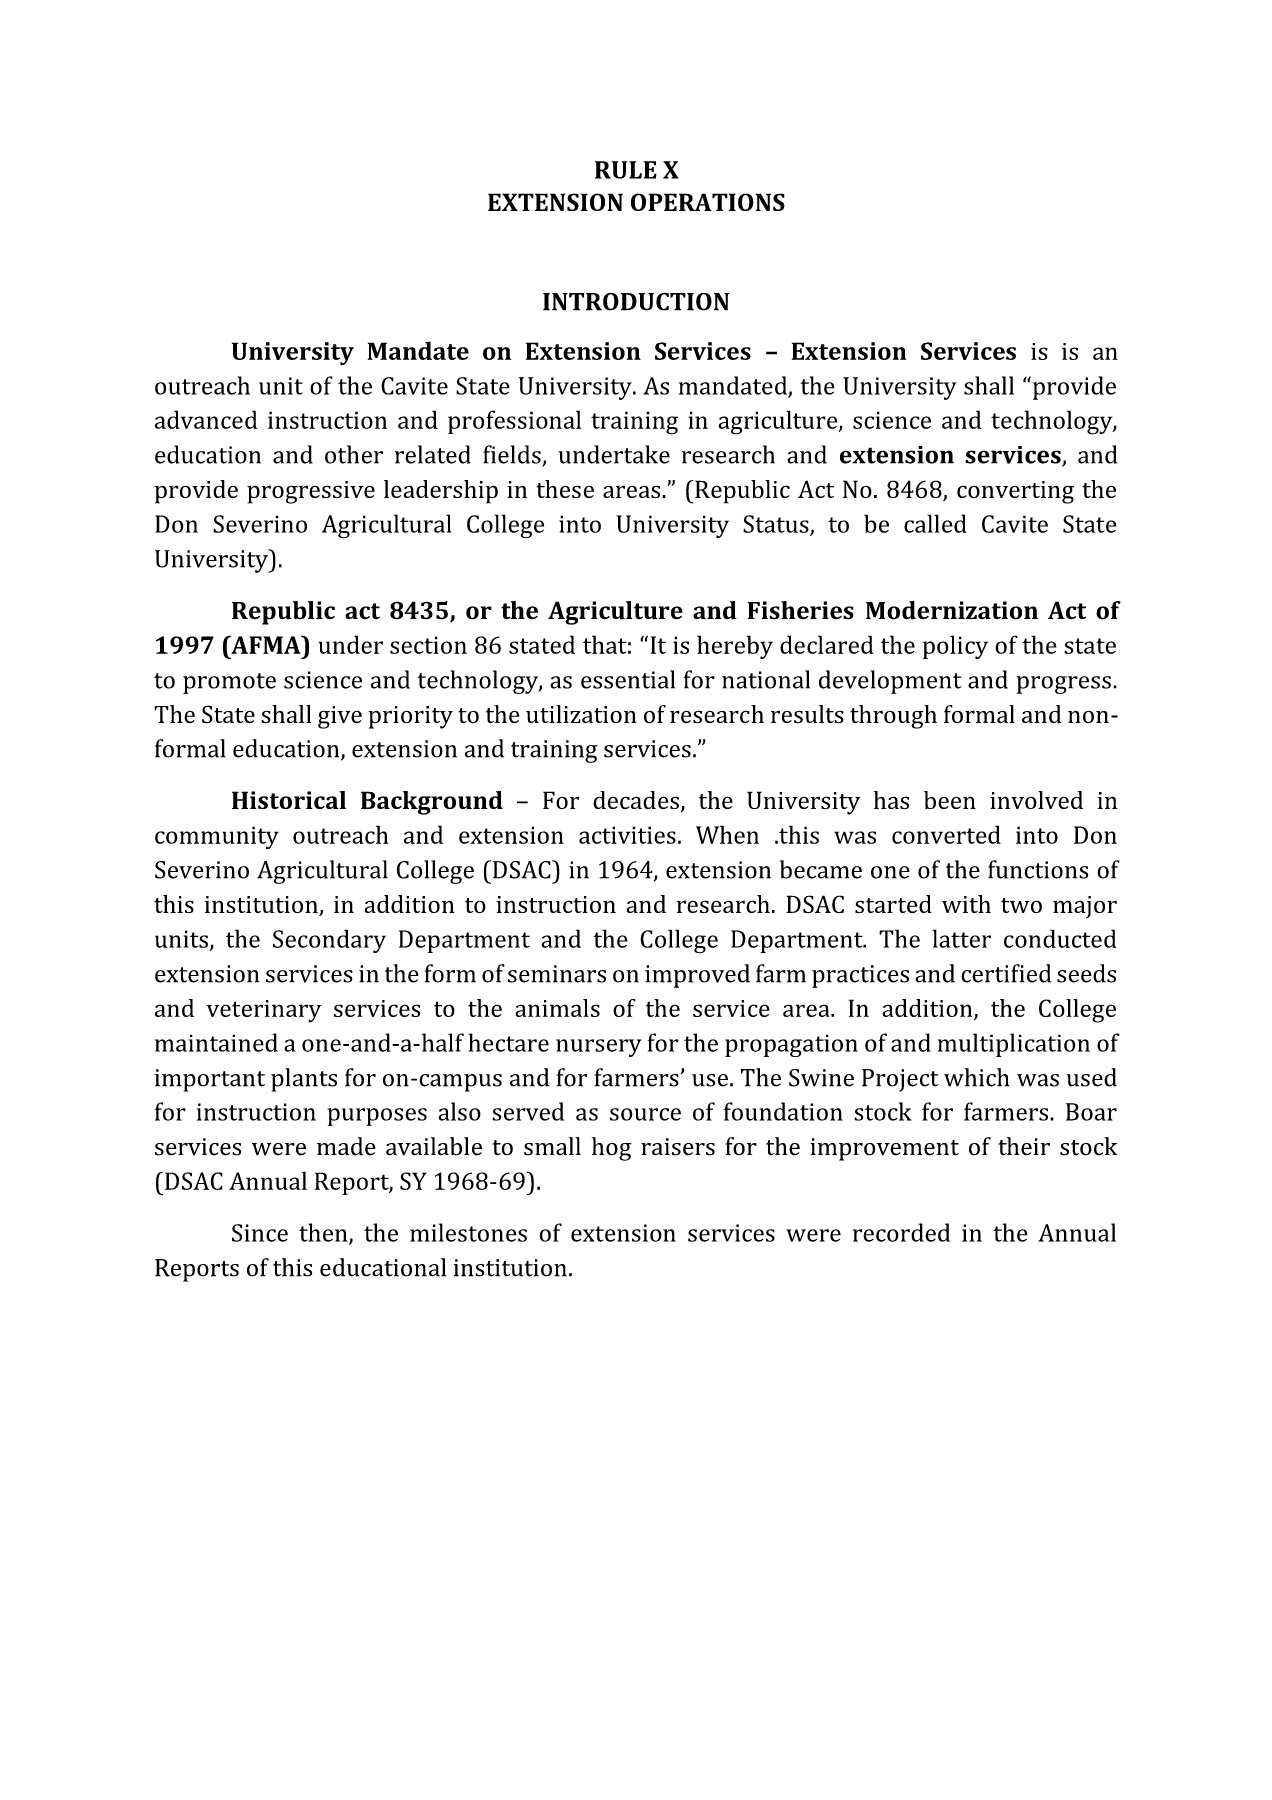 RULE X
EXTENSION OPERATIONS
INTRODUCTION
University Mandate on Extension Services – Extension Services is is an
outreach unit of the Cavite State University. As mandated, the University shall “provide
advanced instruction and professional training in agriculture, science and technology,
education and other related fields, undertake research and extension services, and
provide progressive leadership in these areas.” (Republic Act No. 8468, converting the
Don Severino Agricultural College into University Status, to be called Cavite State
University).
Republic act 8435, or the Agriculture and Fisheries Modernization Act of
1997 (AFMA) under section 86 stated that: “It is hereby declared the policy of the state
to promote science and technology, as essential for national development and progress.
The State shall give priority to the utilization of research results through formal and non-
formal education, extension and training services.”
Historical Background – For decades, the University has been involved in
community outreach and extension activities. When .this was converted into Don
Severino Agricultural College (DSAC) in 1964, extension became one of the functions of
this institution, in addition to instruction and research. DSAC started with two major
units, the Secondary Department and the College Department. The latter conducted
extension services in the form of seminars on improved farm practices and certified seeds
and veterinary services to the animals of the service area. In addition, the College
maintained a one-and-a-half hectare nursery for the propagation of and multiplication of
important plants for on-campus and for farmers’ use. The Swine Project which was used
for instruction purposes also served as source of foundation stock for farmers. Boar
services were made available to small hog raisers for the improvement of their stock
(DSAC Annual Report, SY 1968-69).
Since then, the milestones of extension services were recorded in the Annual
Reports of this educational institution.